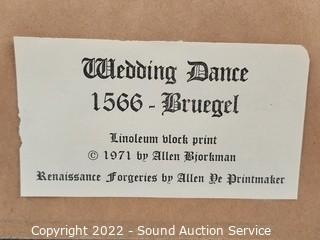 Wedding Dance
1566 - Bruegel
Linoleum vlock print
© 1971 by Allen Bjorkman
Renaissance Forgeries by Allen Ye Printmaker
Copyright 2022 - Sound Auction Service